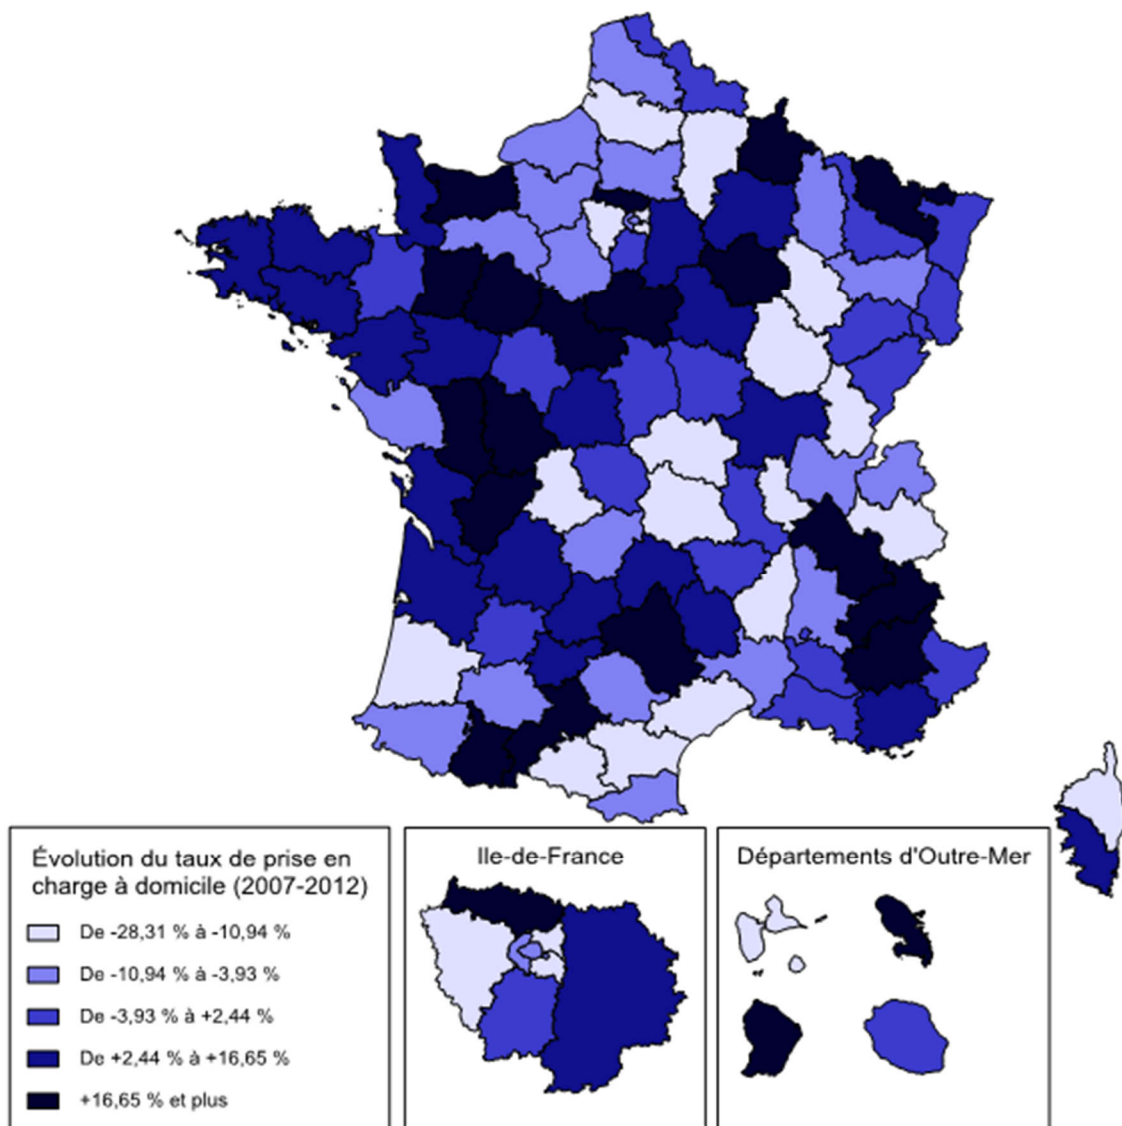 Évolution du taux de prise en
charge à domicile (2007-2012)
De -28,31 % à -10,94 %
De -10,94 % à -3,93 %
De -3,93 % à +2,44 %
De +2,44 % à +16,65 %
+16,65 % et plus
Ile-de-France
Départements d'Outre-Mer